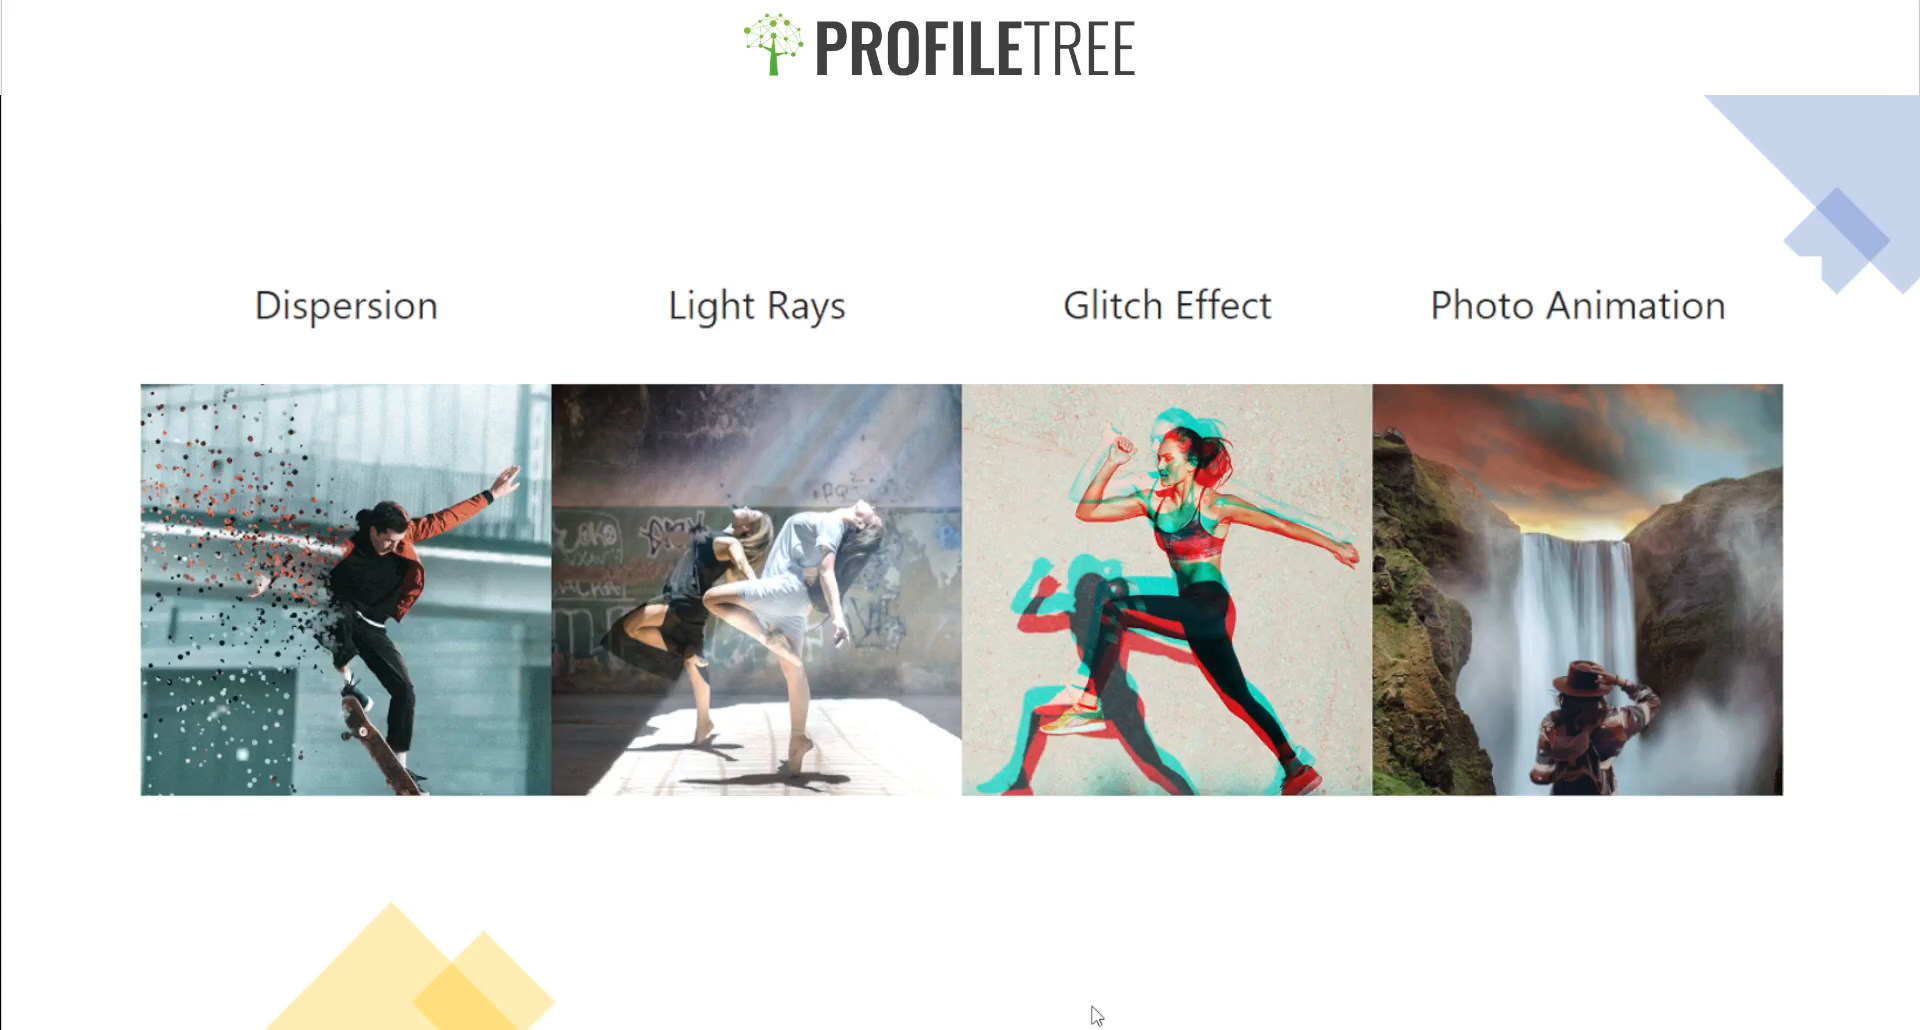 PROFILETREE
Dispersion
Light Rays
Glitch Effect
Photo Animation